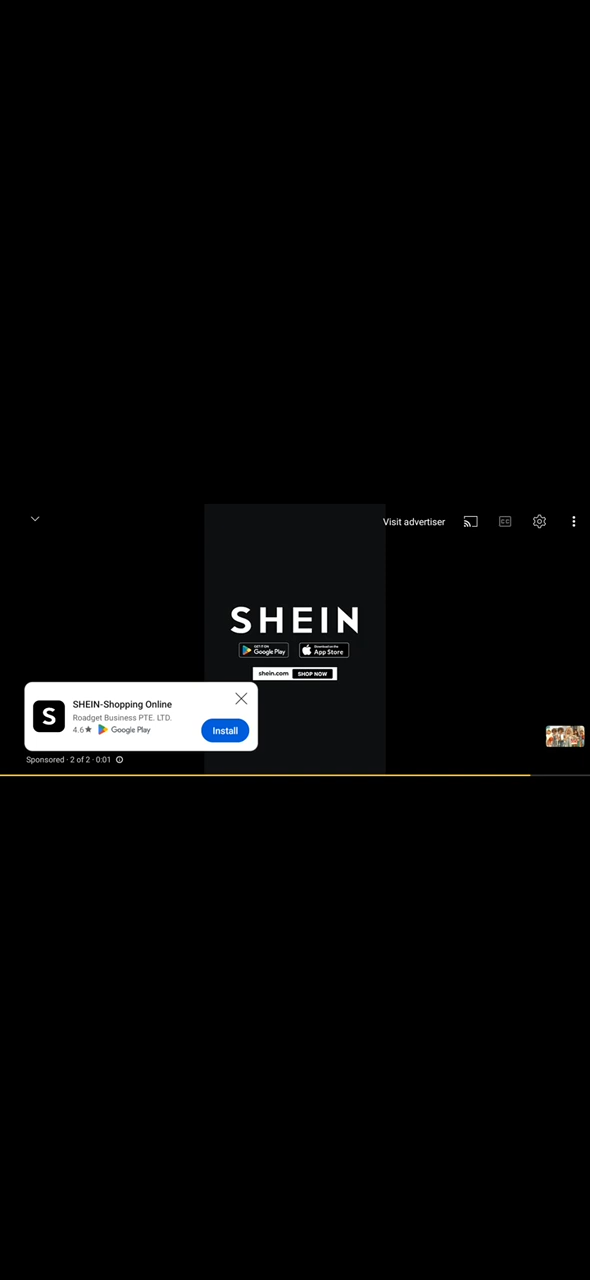 Visit advertiser
CC
SHEIN
GET IT ON
Google Play
Download on the
App Store
shein.com SHOP NOW
S
SHEIN-Shopping Online
Roadget Business PTE. LTD.
4.6★ Google Play
Install
Sponsored · 2 of 2 · 0:01